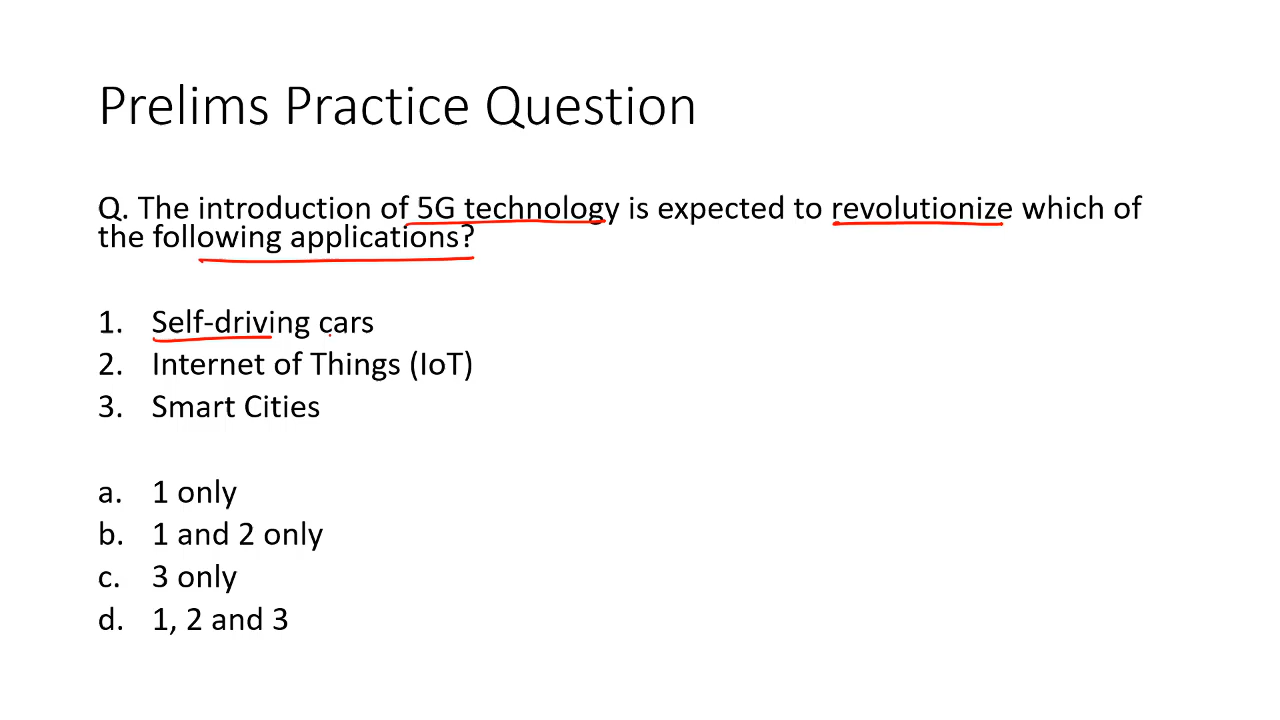 Prelims Practice Question
Q. The introduction of 5G technology is expected to revolutionize which of
the following applications?
1. Self-driving cars
2. Internet of Things (IoT)
3. Smart Cities
a. 1 only
b. 1 and 2 only
c. 3 only
d. 1, 2 and 3